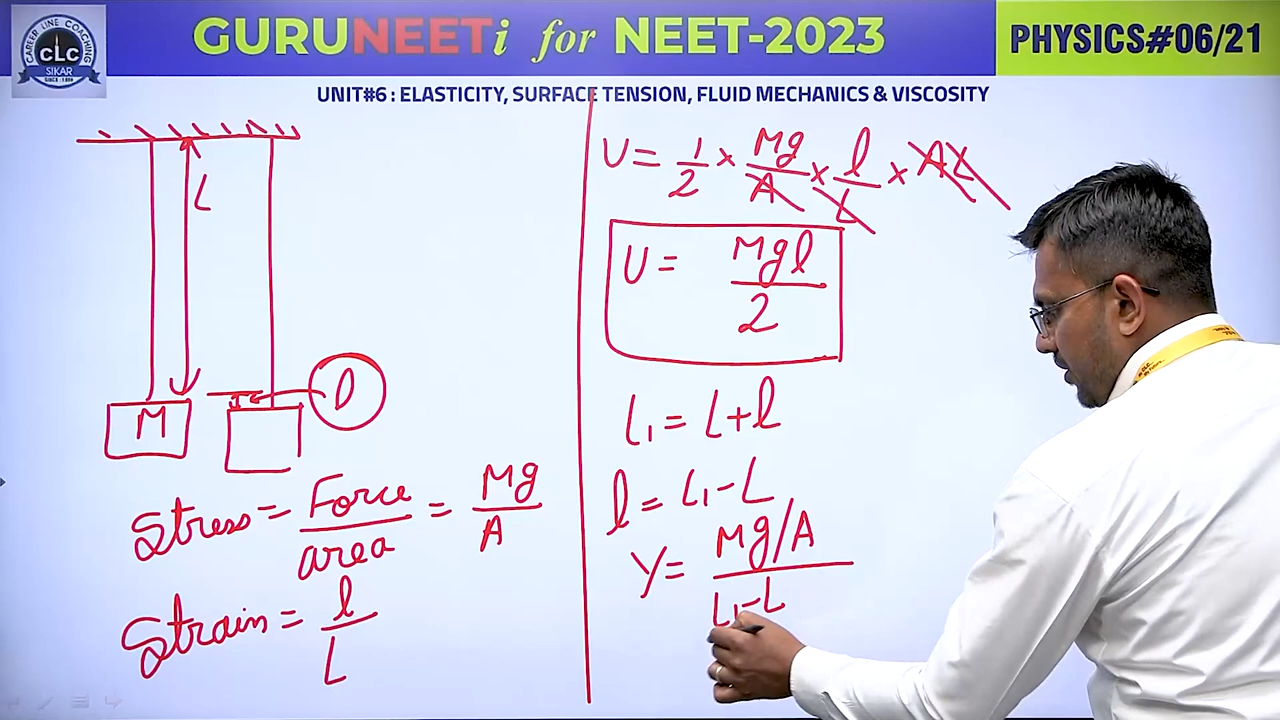 GURUNEETi for NEET-2023
PHYSICS#06/21
CAREER LINE COACHING
CLC
SIKAR
SINCE : 1996
UNIT#6 : ELASTICITY, SURFACE TENSION, FLUID MECHANICS & VISCOSITY
L
M
l
Stress = Force/area = Mg/A
Strain = l/L
U = 1/2 × Mg/A × l/L × AL
U = Mgl/2
L₁ = L+l
l = L₁-L
Y = Mg/A
L₁-L